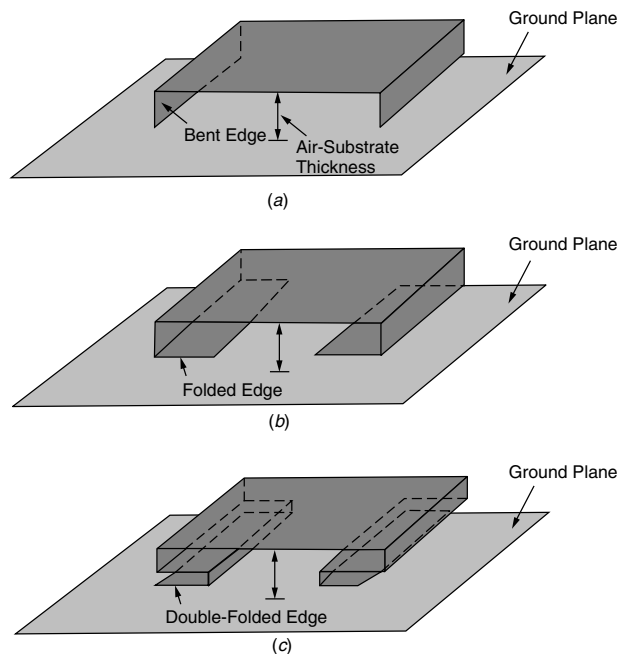 Ground Plane
Bent Edge
Air-Substrate
Thickness
(a)
Ground Plane
Folded Edge
(b)
Ground Plane
Double-Folded Edge
(c)